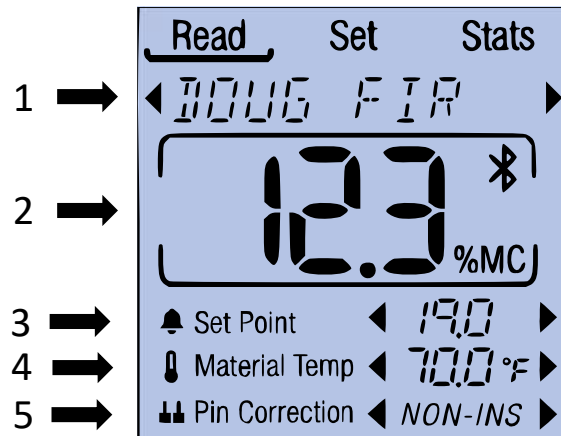 Read Set Stats
1 DOUG FIR
2 12.3 %MC
3 Set Point 19.0
4 Material Temp 70.0 °F
5 Pin Correction NON-INS